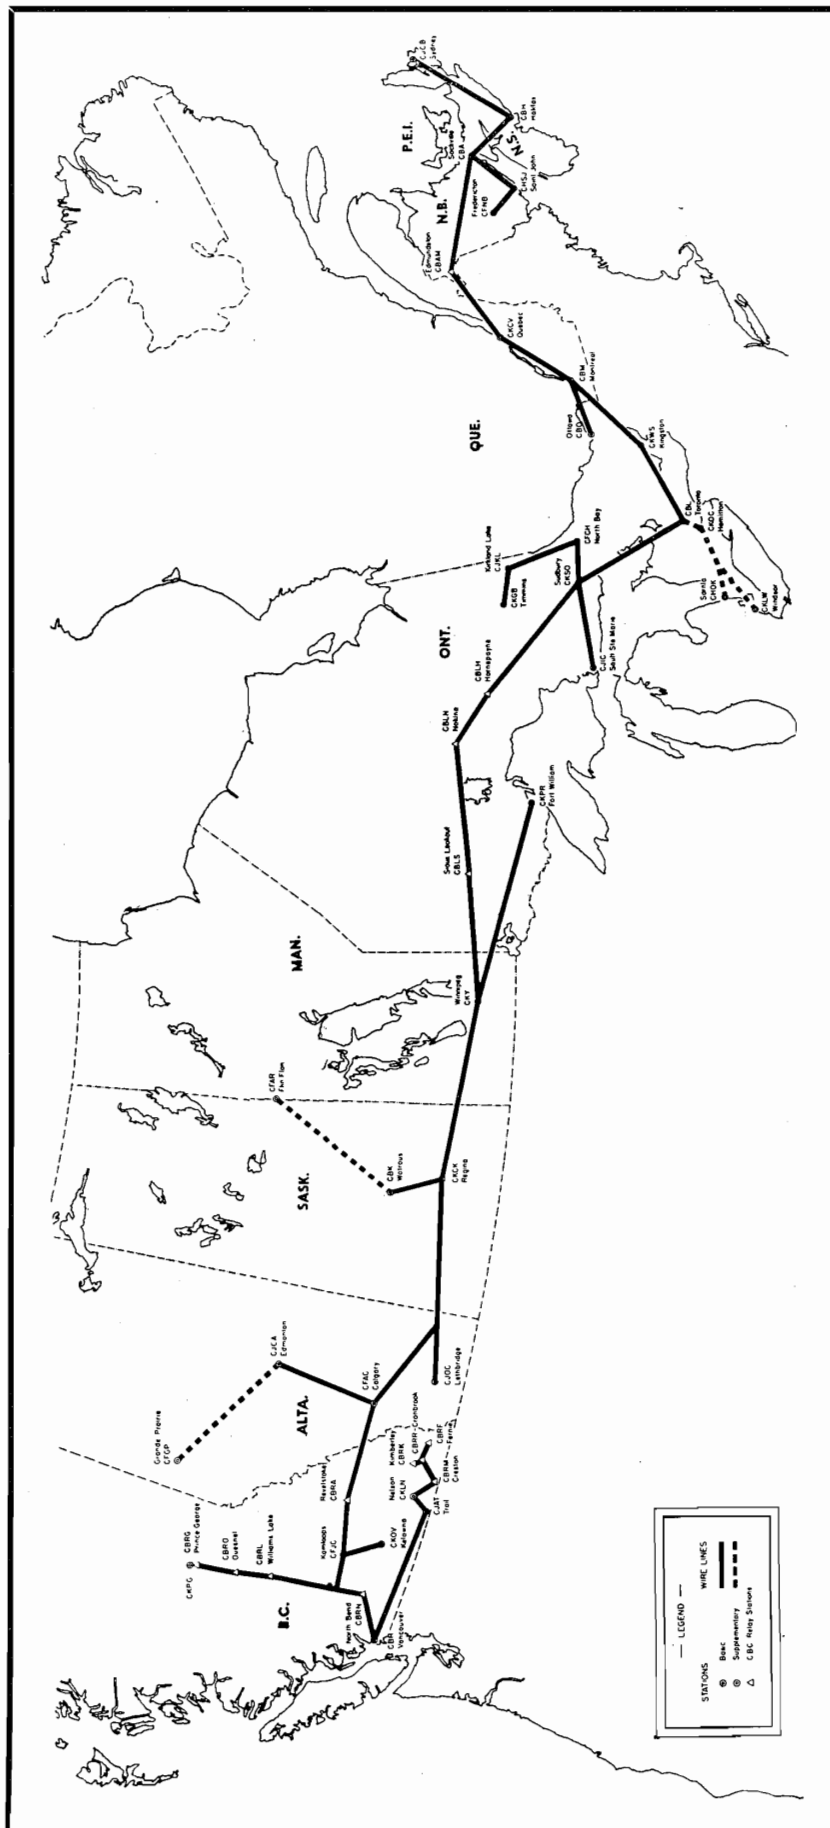 P.E.I.
N.B.
N.S.
QUE.
ONT.
MAN.
SASK.
ALTA.
B.C.
CJCB
Sydney
CBH
Halifax
Sackville
CBA
CHSJ
Saint John
Fredericton
CFNB
Edmundston
CBAM
CKCV
Quebec
CBM
Montreal
Ottawa
CBO
CKWS
Kingston
CBL
Toronto
CKOC
Hamilton
Sarnia
CHOK
CKLW
Windsor
CFCH
North Bay
Kirkland Lake
CJKL
CKGB
Timmins
Sudbury
CKSO
CJIC
Sault Ste Marie
CBLH
Hornepayne
CBLN
Nakina
CKPR
Fort William
Sioux Lookout
CBLS
Winnipeg
CKY
CFAR
Flin Flon
CBK
Watrous
CKCK
Regina
CJCA
Edmonton
Grande Prairie
CFGP
CFAC
Calgary
CJOC
Lethbridge
Revelstoke
CBRA
Kamloops
CFJC
CKOV
Kelowna
Kimberley
CBRK
CBRR-Cranbrook
CBRF
Fernie
CBRM
Creston
Nelson
CKLN
CJAT
Trail
CKPG
CBRG
Prince George
Quesnel
CBRL
Williams Lake
North Bend
CBRN
CBR
Vancouver
— LEGEND —
STATIONS WIRE LINES
Basic
Supplementary
CBC Relay Stations